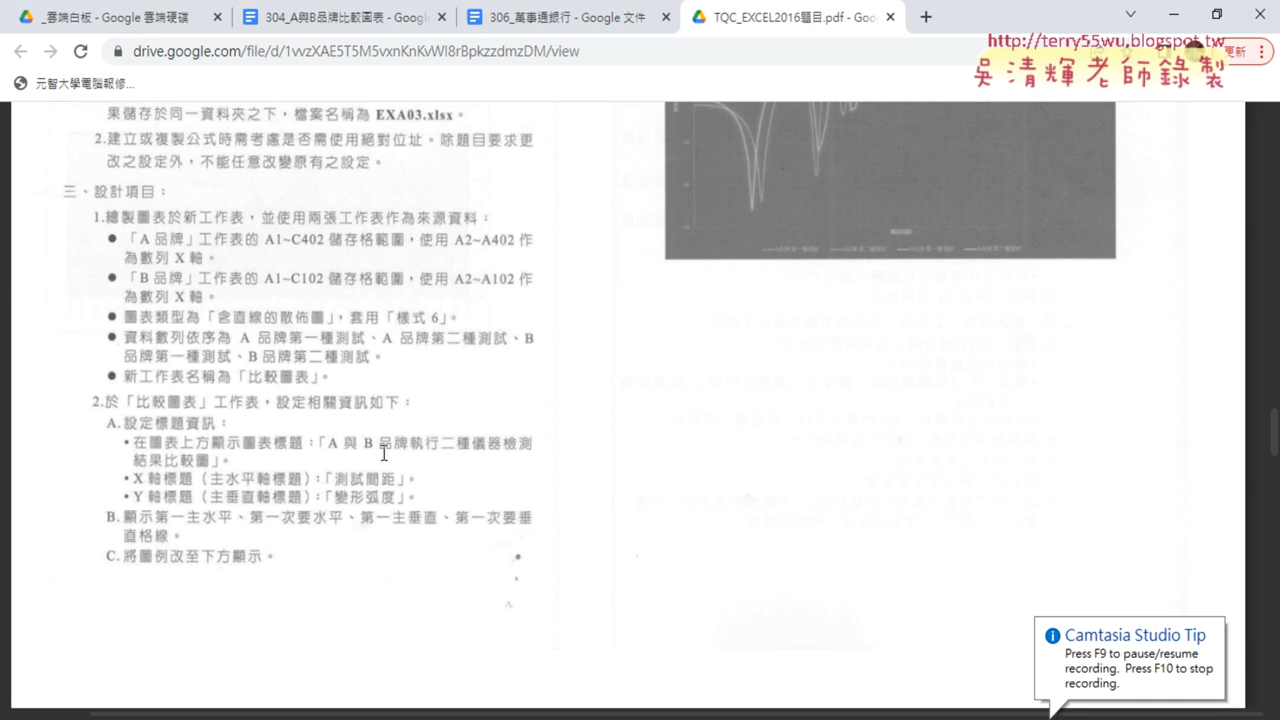 _雲端白板 - Google 雲端硬碟
304_A與B品牌比較圖表 - Google
306_萬事通銀行 - Google 文件
TQC_EXCEL2016題目.pdf - Goo
drive.google.com/file/d/1vvzXAE5T5M5vxnKnKvWl8rBpkzzdmzDM/view
更新
http://terry55wu.blogspot.tw
吳清輝老師錄製
元智大學電腦報修...
果儲存於同一資料夾之下，檔案名稱為 EXA03.xlsx。
2.建立或複製公式時需考慮是否需使用絕對位址。除題目要求更
改之設定外，不能任意改變原有之設定。
三、設計項目：
1.繪製圖表於新工作表，並使用兩張工作表作為來源資料：
● 「A 品牌」工作表的 A1~C402 儲存格範圍，使用 A2~A402 作
為數列 X 軸。
● 「B 品牌」工作表的 A1~C102 儲存格範圍，使用 A2~A102 作
為數列 X 軸。
● 圖表類型為「含直線的散佈圖」，套用「樣式 6」。
● 資料數列依序為 A 品牌第一種測試、A 品牌第二種測試、B
品牌第一種測試、B 品牌第二種測試。
● 新工作表名稱為「比較圖表」。
2.於「比較圖表」工作表，設定相關資訊如下：
A.設定標題資訊：
•在圖表上方顯示圖表標題：「A 與 B 品牌執行二種儀器檢測
結果比較圖」。
•X 軸標題（主水平軸標題）：「測試間距」。
•Y 軸標題（主垂直軸標題）：「變形弧度」。
B.顯示第一主水平、第一次要水平、第一主垂直、第一次要垂
直格線。
C.將圖例改至下方顯示。
Camtasia Studio Tip
Press F9 to pause/resume
recording. Press F10 to stop
recording.